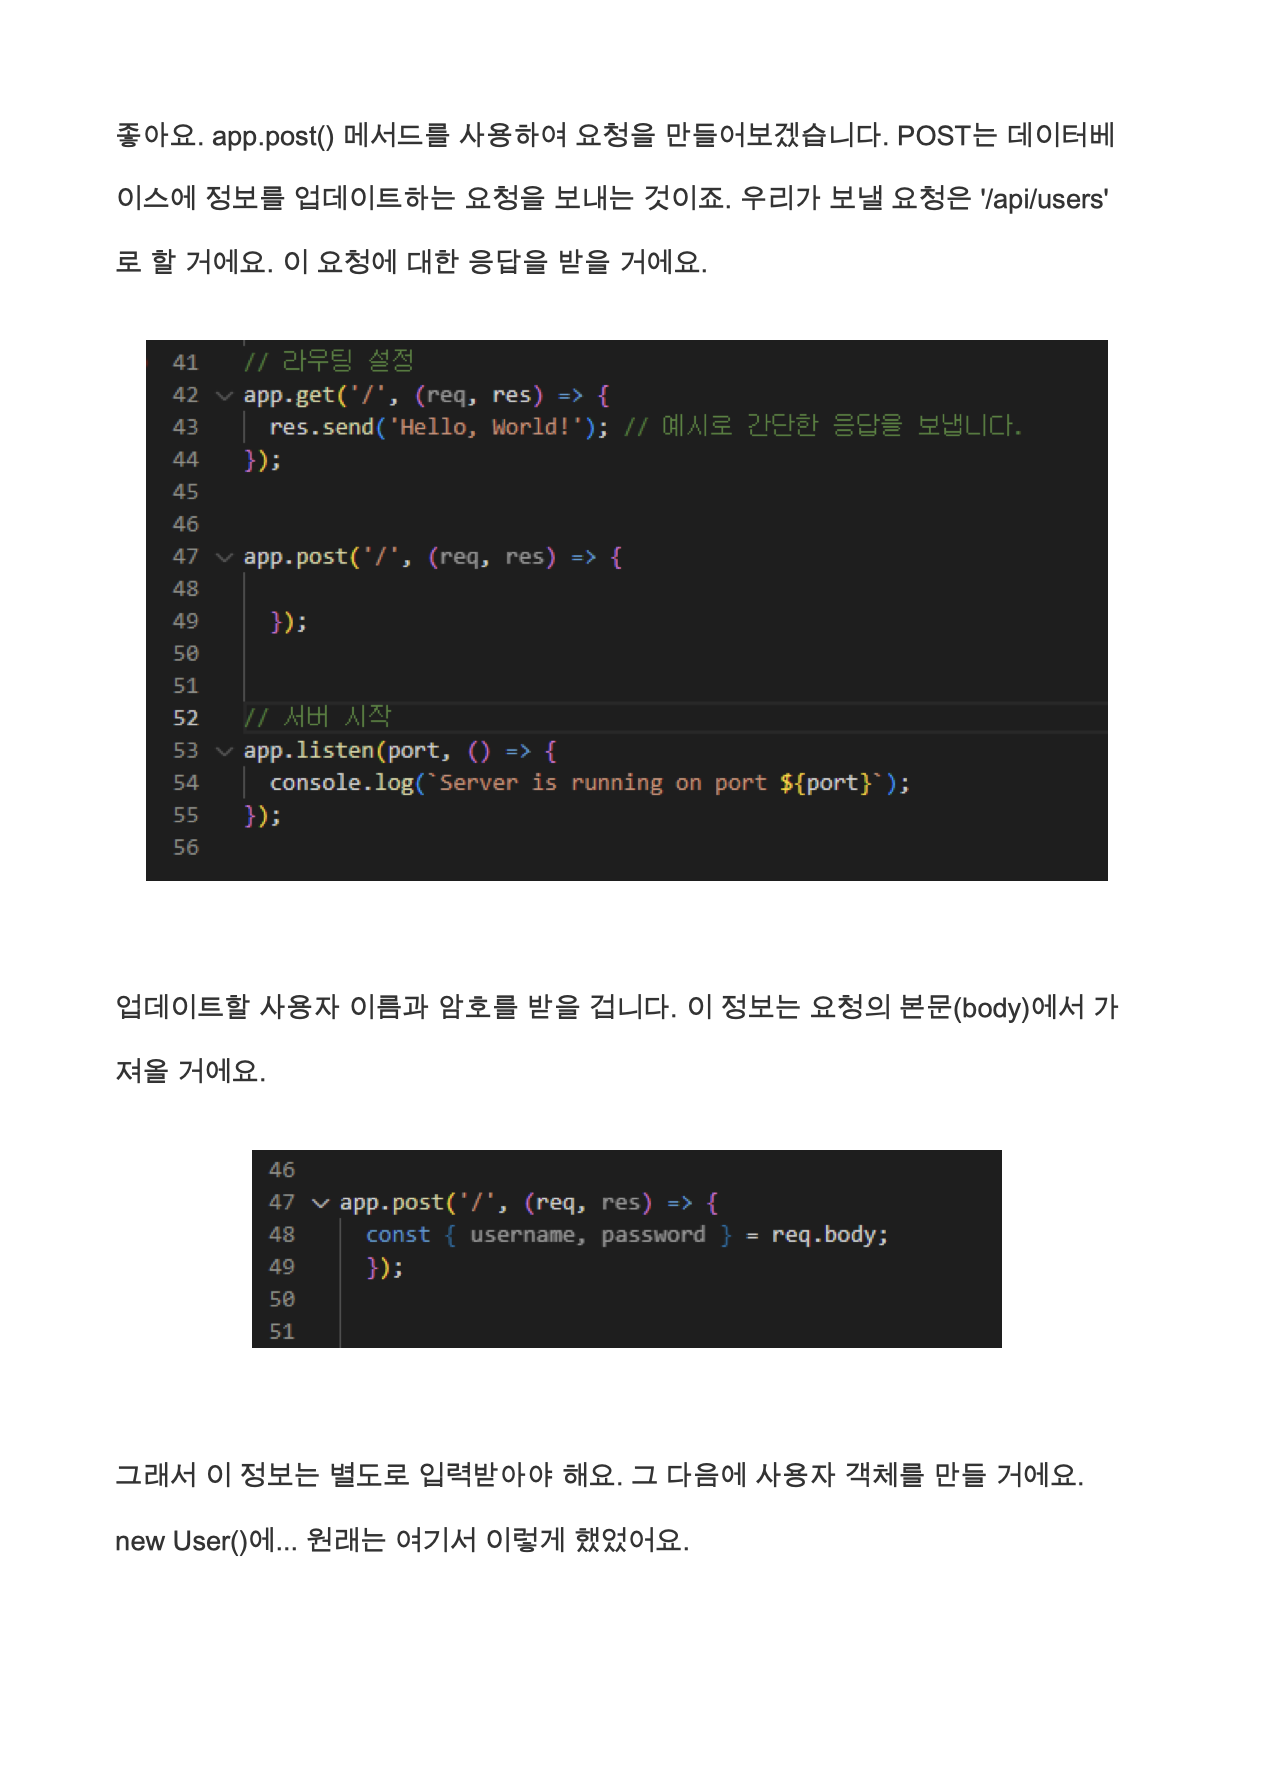 좋아요. app.post() 메서드를 사용하여 요청을 만들어보겠습니다. POST는 데이터베
이스에 정보를 업데이트하는 요청을 보내는 것이죠. 우리가 보낼 요청은 '/api/users'
로 할 거에요. 이 요청에 대한 응답을 받을 거에요.
41 // 라우팅 설정
42 app.get('/', (req, res) => {
43 res.send('Hello, World!'); // 예시로 간단한 응답을 보냅니다.
44 });
45
46
47 app.post('/', (req, res) => {
48
49 });
50
51
52 // 서버 시작
53 app.listen(port, () => {
54 console.log(`Server is running on port ${port}`);
55 });
56
업데이트할 사용자 이름과 암호를 받을 겁니다. 이 정보는 요청의 본문(body)에서 가
져올 거에요.
46
47 app.post('/', (req, res) => {
48 const { username, password } = req.body;
49 });
50
51
그래서 이 정보는 별도로 입력받아야 해요. 그 다음에 사용자 객체를 만들 거에요.
new User()에... 원래는 여기서 이렇게 했었어요.